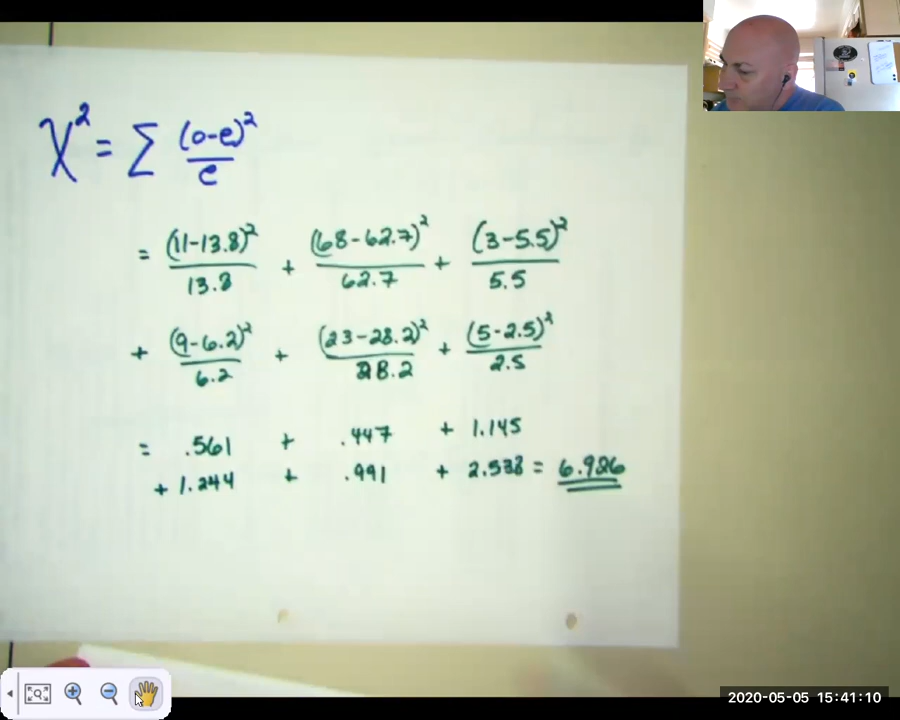 χ² = Σ (o-e)²/e
= (11-13.8)²/13.8 + (68-62.7)²/62.7 + (3-5.5)²/5.5
+ (9-6.2)²/6.2 + (23-28.2)²/28.2 + (5-2.5)²/2.5
= .561 + .447 + 1.145
+ 1.244 + .991 + 2.538 = 6.926
2020-05-05 15:41:10